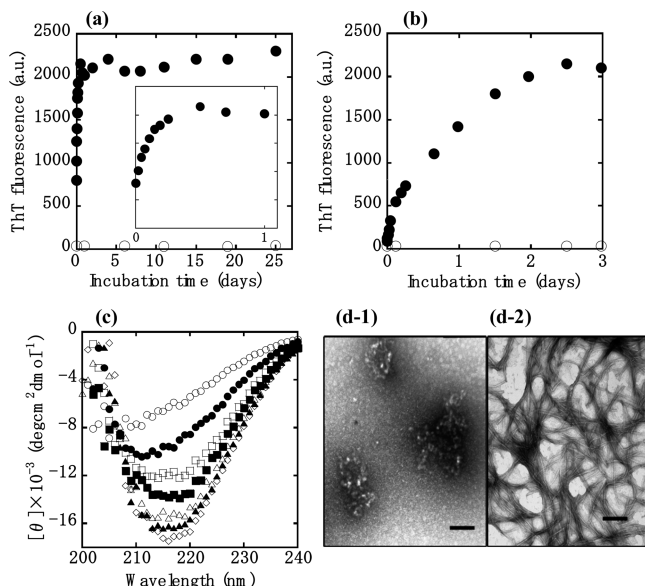 (a)
(b)
2500
2000
1500
1000
500
0
ThT fluorescence (a.u.)
0 5 10 15 20 25
Incubation time (days)
0 1
2500
2000
1500
1000
500
0
ThT fluorescence (a.u.)
0 1 2 3
Incubation time (days)
(c)
(d-1)
(d-2)
0
-4
-8
-12
-16
[θ]×10⁻³ (degcm²dmol⁻¹)
200 210 220 230 240
Wavelength (nm)